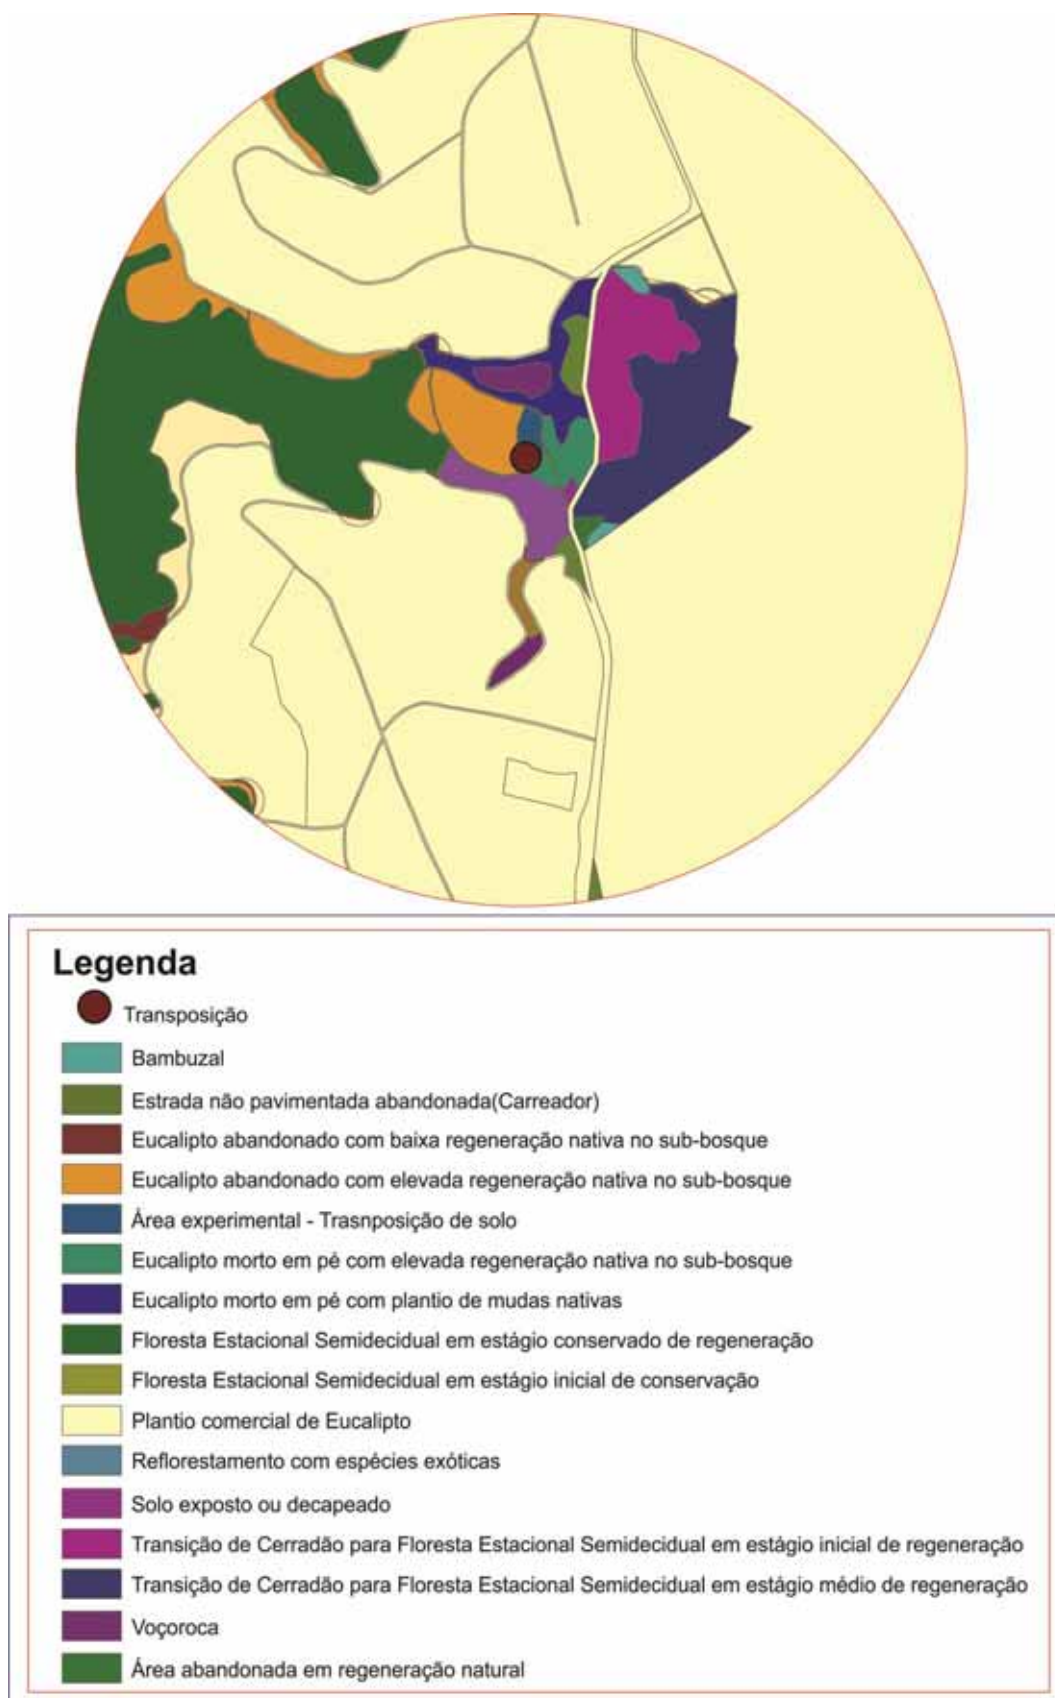 Legenda
Transposição
Bambuzal
Estrada não pavimentada abandonada(Carreador)
Eucalipto abandonado com baixa regeneração nativa no sub-bosque
Eucalipto abandonado com elevada regeneração nativa no sub-bosque
Área experimental - Trasnposição de solo
Eucalipto morto em pé com elevada regeneração nativa no sub-bosque
Eucalipto morto em pé com plantio de mudas nativas
Floresta Estacional Semidecidual em estágio conservado de regeneração
Floresta Estacional Semidecidual em estágio inicial de conservação
Plantio comercial de Eucalipto
Reflorestamento com espécies exóticas
Solo exposto ou decapeado
Transição de Cerradão para Floresta Estacional Semidecidual em estágio inicial de regeneração
Transição de Cerradão para Floresta Estacional Semidecidual em estágio médio de regeneração
Voçoroca
Área abandonada em regeneração natural